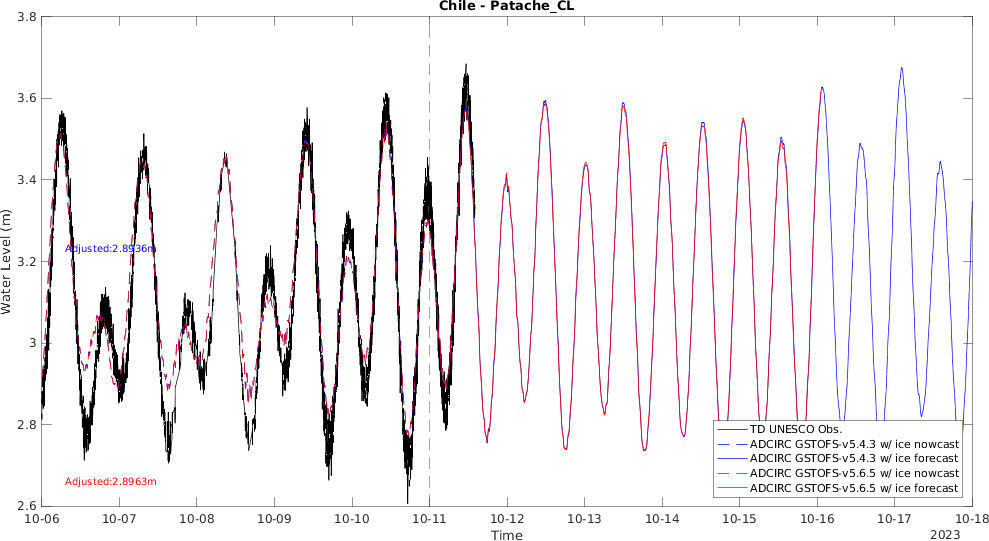 Chile - Patache_CL
3.8
3.6
3.4
3.2
3
2.8
2.6
Water Level (m)
Adjusted:2.8936m
Adjusted:2.8963m
TD UNESCO Obs.
ADCIRC GSTOFS-v5.4.3 w/ ice nowcast
ADCIRC GSTOFS-v5.4.3 w/ ice forecast
ADCIRC GSTOFS-v5.6.5 w/ ice nowcast
ADCIRC GSTOFS-v5.6.5 w/ ice forecast
10-06 10-07 10-08 10-09 10-10 10-11 10-12 10-13 10-14 10-15 10-16 10-17 10-18
Time
2023